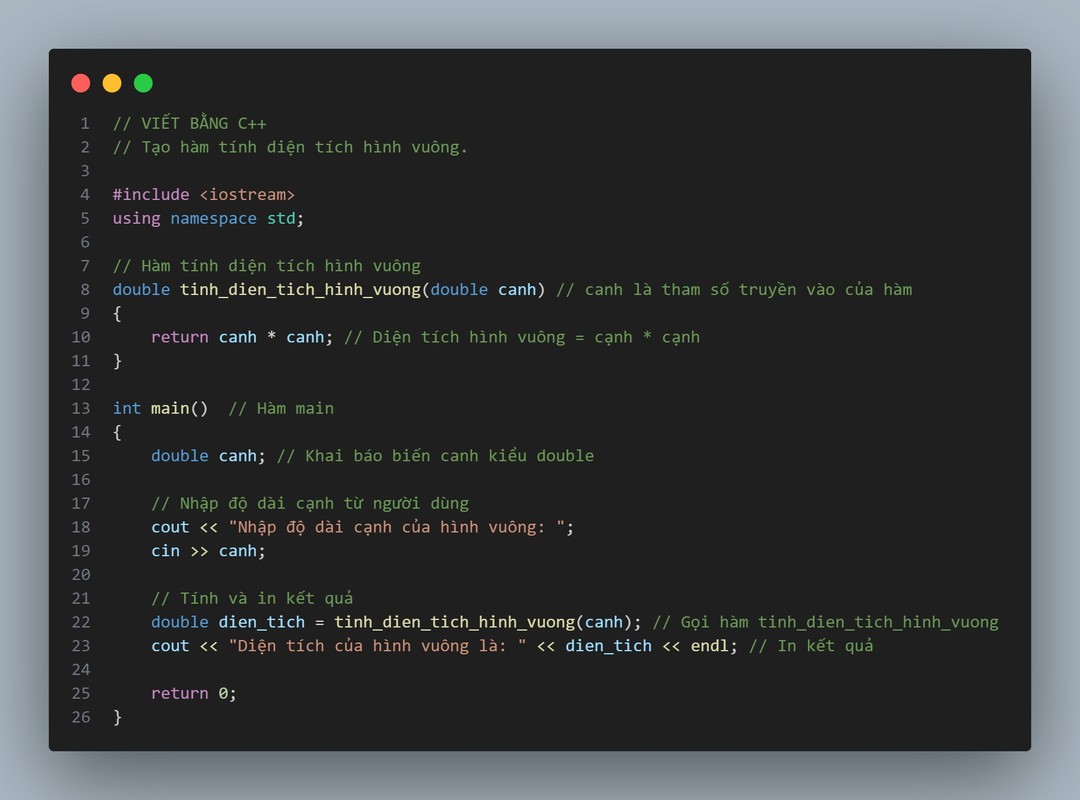 1 // VIẾT BẰNG C++
2 // Tạo hàm tính diện tích hình vuông.
3
4 #include <iostream>
5 using namespace std;
6
7 // Hàm tính diện tích hình vuông
8 double tinh_dien_tich_hinh_vuong(double canh) // canh là tham số truyền vào của hàm
9 {
10     return canh * canh; // Diện tích hình vuông = cạnh * cạnh
11 }
12
13 int main()  // Hàm main
14 {
15     double canh; // Khai báo biến canh kiểu double
16
17     // Nhập độ dài cạnh từ người dùng
18     cout << "Nhập độ dài cạnh của hình vuông: ";
19     cin >> canh;
20
21     // Tính và in kết quả
22     double dien_tich = tinh_dien_tich_hinh_vuong(canh); // Gọi hàm tinh_dien_tich_hinh_vuong
23     cout << "Diện tích của hình vuông là: " << dien_tich << endl; // In kết quả
24
25     return 0;
26 }